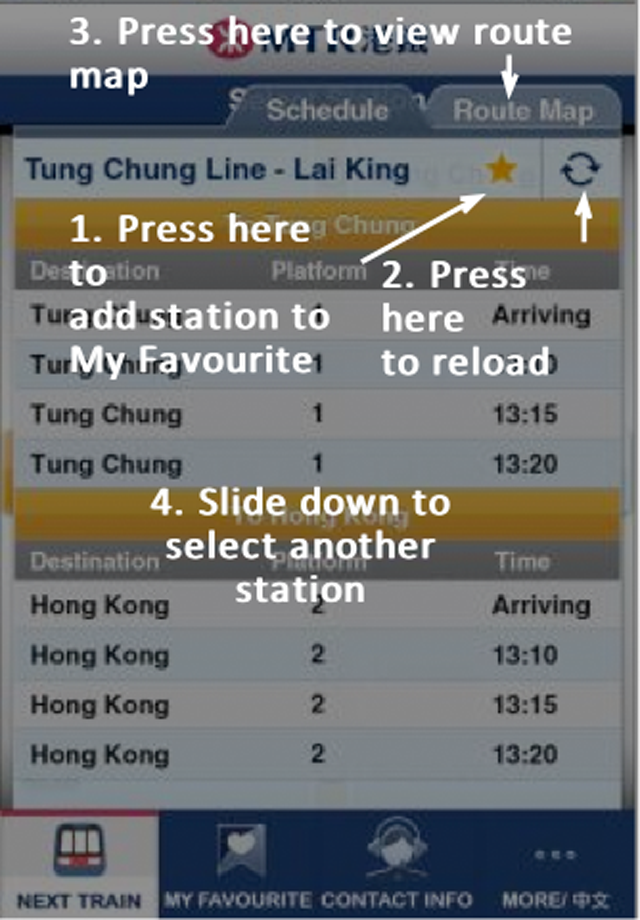 3. Press here to view route
map
MTR
Schedule
Route Map
Tung Chung Line - Lai King
1. Press here
to
add station to
My Favourite
2. Press
here
to reload
Tung Chung
Destination Platform Time
Tung Chung 1 Arriving
Tung Chung 1
Tung Chung 1 13:15
Tung Chung 1 13:20
4. Slide down to
select another
station
To Hong Kong
Destination Platform Time
Hong Kong 2 Arriving
Hong Kong 2 13:10
Hong Kong 2 13:15
Hong Kong 2 13:20
NEXT TRAIN MY FAVOURITE CONTACT INFO MORE/ 中文